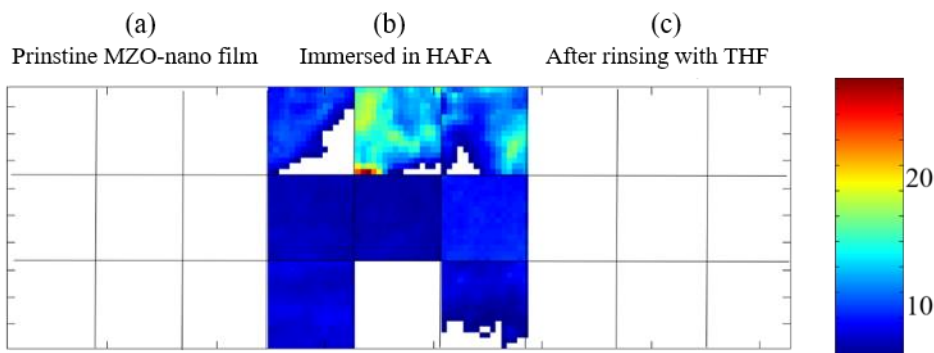 (a)
(b)
(c)
Prinstine MZO-nano film
Immersed in HAFA
After rinsing with THF
20
10